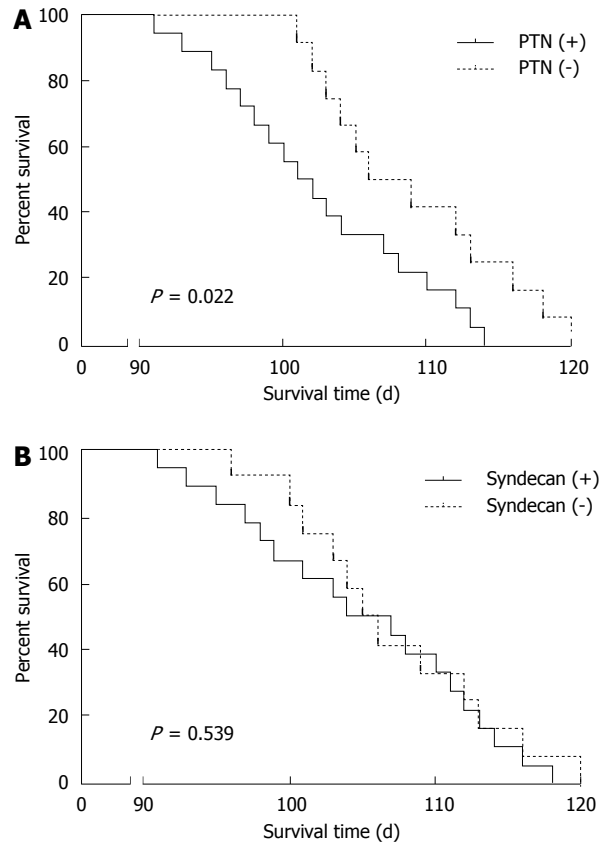 A
100
80
60
40
20
0
Percent survival
PTN (+)
PTN (-)
P = 0.022
0 90 100 110 120
Survival time (d)
B
100
80
60
40
20
0
Percent survival
Syndecan (+)
Syndecan (-)
P = 0.539
0 90 100 110 120
Survival time (d)